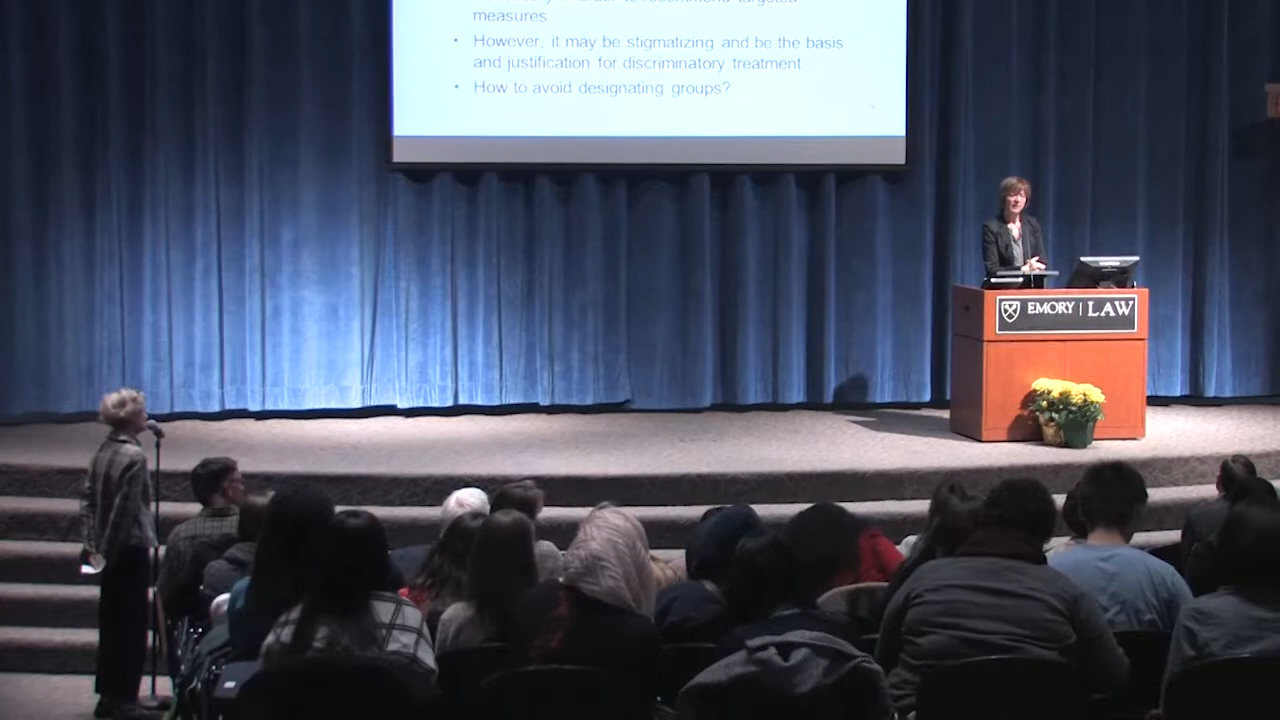 measures
• However, it may be stigmatizing and be the basis
and justification for discriminatory treatment
• How to avoid designating groups?
EMORY | LAW